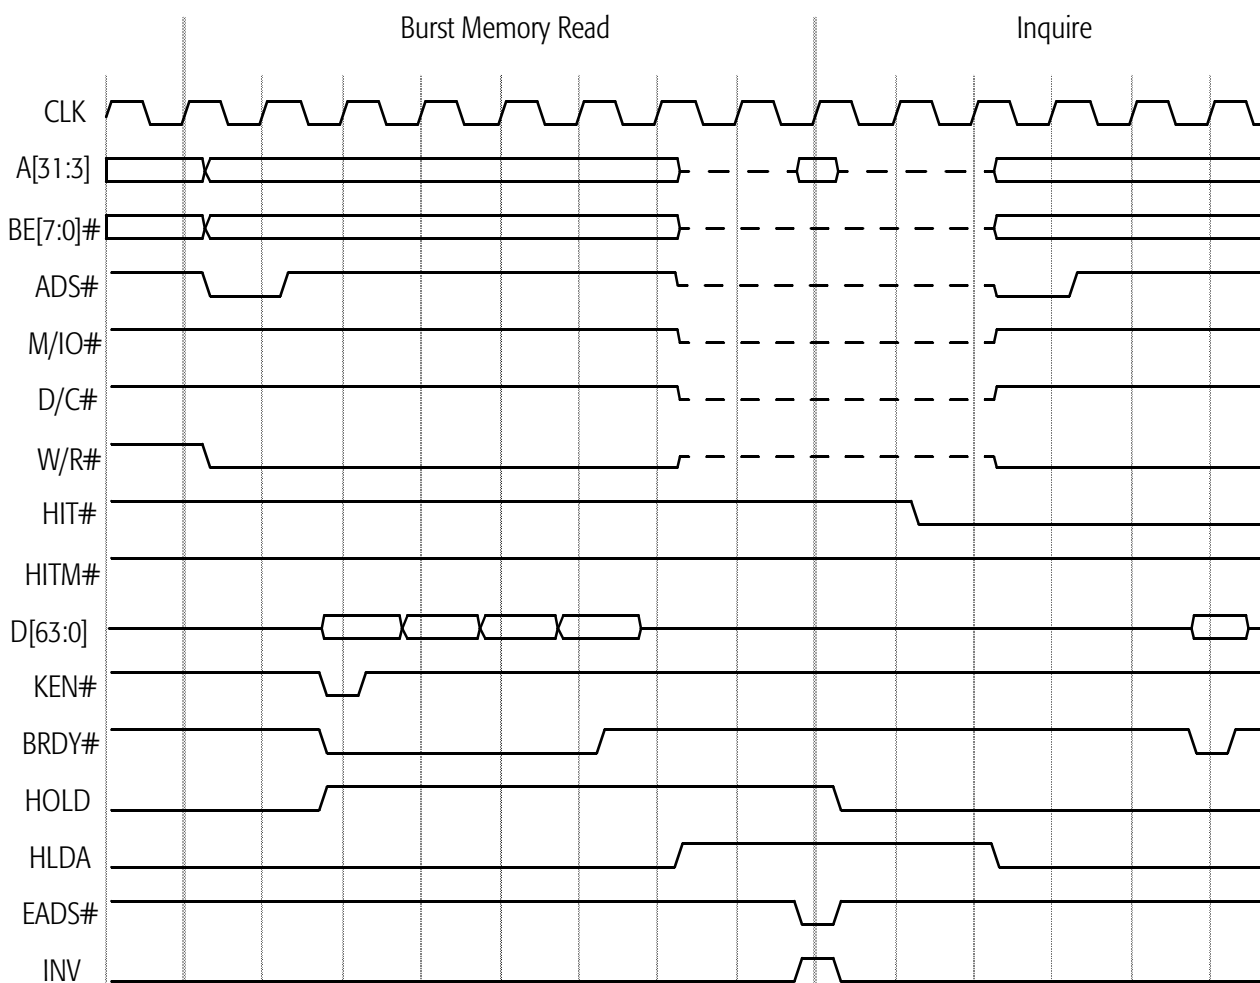 Burst Memory Read Inquire
CLK
A[31:3]
BE[7:0]#
ADS#
M/IO#
D/C#
W/R#
HIT#
HITM#
D[63:0]
KEN#
BRDY#
HOLD
HLDA
EADS#
INV